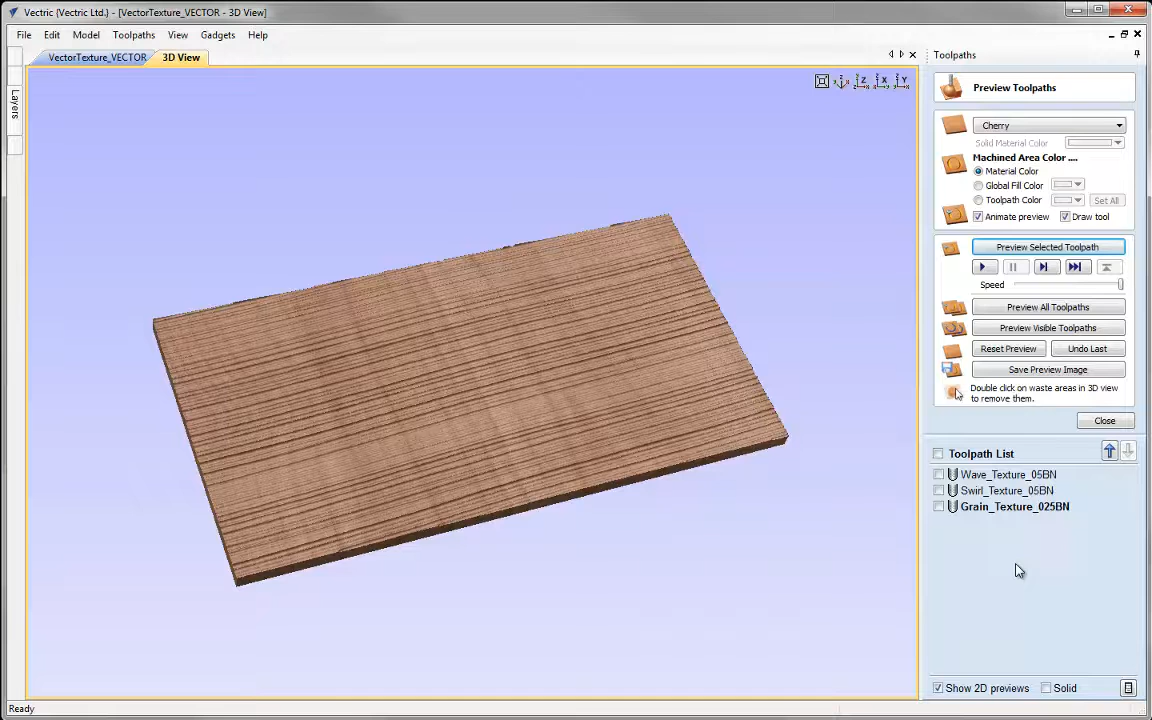 Vectric {Vectric Ltd.} - [VectorTexture_VECTOR - 3D View]
File Edit Model Toolpaths View Gadgets Help
VectorTexture_VECTOR 3D View
Toolpaths
Layers
Preview Toolpaths
Cherry
Solid Material Color
Machined Area Color ....
Material Color
Global Fill Color
Toolpath Color Set All
Animate preview Draw tool
Preview Selected Toolpath
Speed
Preview All Toolpaths
Preview Visible Toolpaths
Reset Preview Undo Last
Save Preview Image
Double click on waste areas in 3D view
to remove them.
Close
Toolpath List
Wave_Texture_05BN
Swirl_Texture_05BN
Grain_Texture_025BN
Show 2D previews Solid
Ready